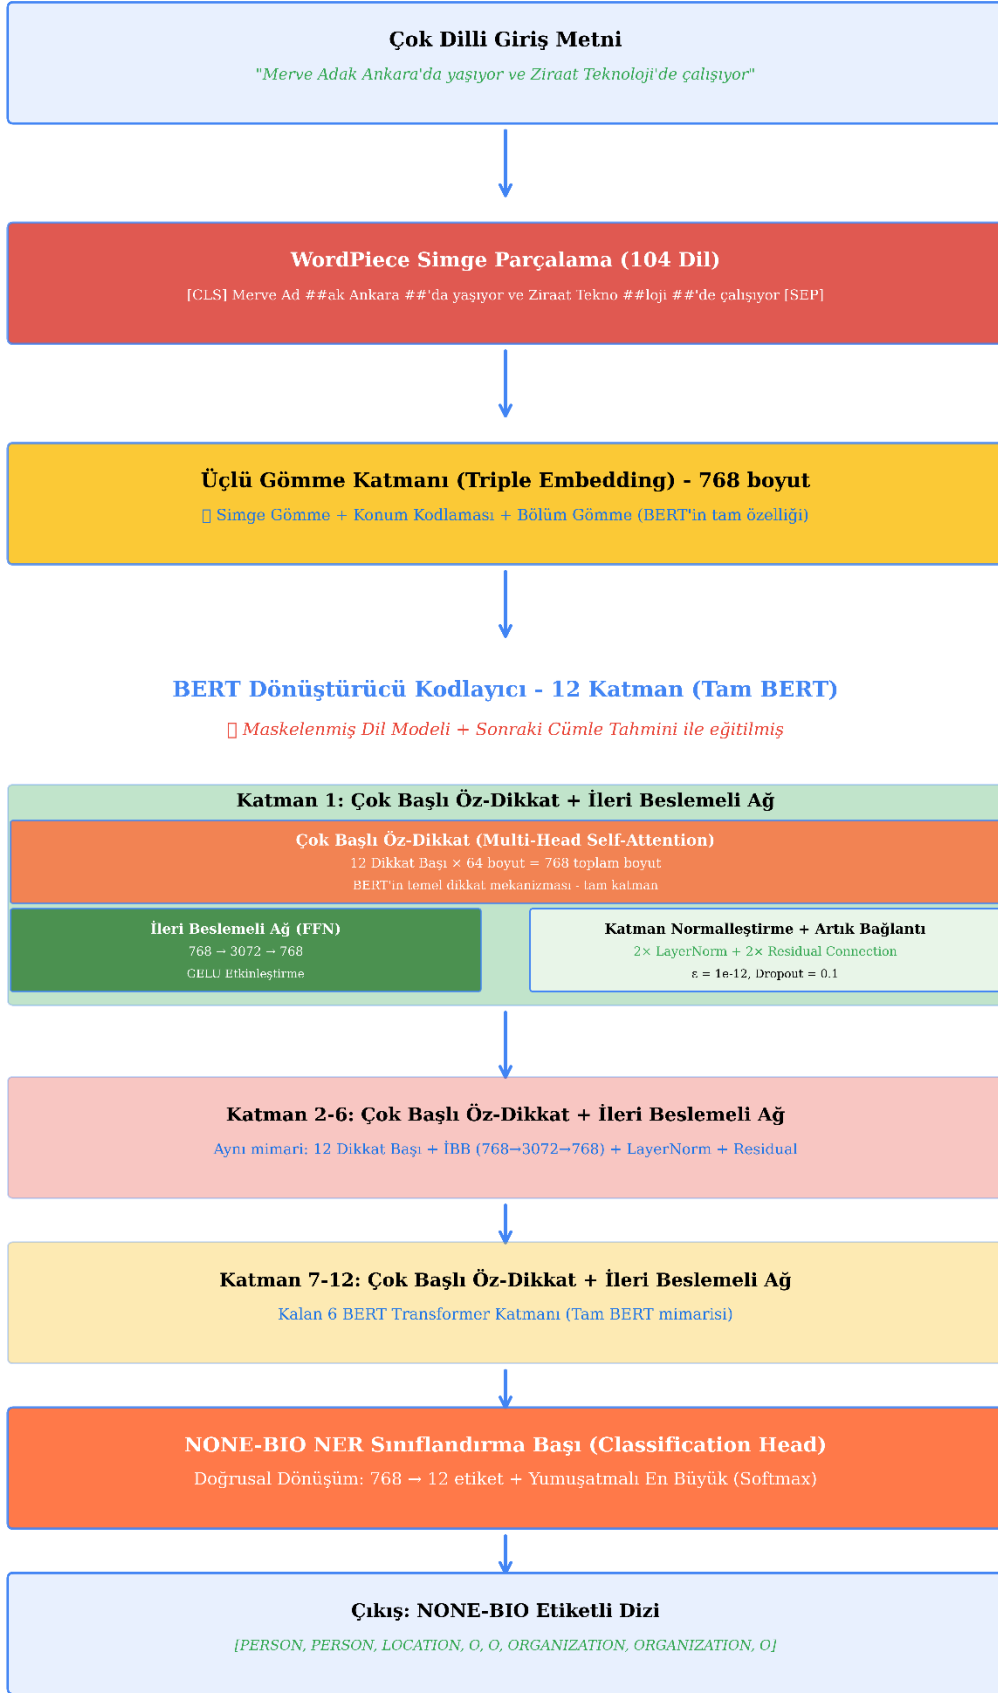 Çok Dilli Giriş Metni
"Merve Adak Ankara'da yaşıyor ve Ziraat Teknoloji'de çalışıyor"
WordPiece Simge Parçalama (104 Dil)
[CLS] Merve Ad ##ak Ankara ##'da yaşıyor ve Ziraat Tekno ##loji ##'de çalışıyor [SEP]
Üçlü Gömme Katmanı (Triple Embedding) - 768 boyut
Simge Gömme + Konum Kodlaması + Bölüm Gömme (BERT'in tam özelliği)
BERT Dönüştürücü Kodlayıcı - 12 Katman (Tam BERT)
Maskelenmiş Dil Modeli + Sonraki Cümle Tahmini ile eğitilmiş
Katman 1: Çok Başlı Öz-Dikkat + İleri Beslemeli Ağ
Çok Başlı Öz-Dikkat (Multi-Head Self-Attention)
12 Dikkat Başı × 64 boyut = 768 toplam boyut
BERT'in temel dikkat mekanizması - tam katman
İleri Beslemeli Ağ (FFN)
768 → 3072 → 768
GELU Etkinleştirme
Katman Normalleştirme + Artık Bağlantı
2× LayerNorm + 2× Residual Connection
ε = 1e-12, Dropout = 0.1
Katman 2-6: Çok Başlı Öz-Dikkat + İleri Beslemeli Ağ
Aynı mimari: 12 Dikkat Başı + İBB (768→3072→768) + LayerNorm + Residual
Katman 7-12: Çok Başlı Öz-Dikkat + İleri Beslemeli Ağ
Kalan 6 BERT Transformer Katmanı (Tam BERT mimarisi)
NONE-BIO NER Sınıflandırma Başı (Classification Head)
Doğrusal Dönüşüm: 768 → 12 etiket + Yumuşatmalı En Büyük (Softmax)
Çıkış: NONE-BIO Etiketli Dizi
[PERSON, PERSON, LOCATION, O, O, ORGANIZATION, ORGANIZATION, O]